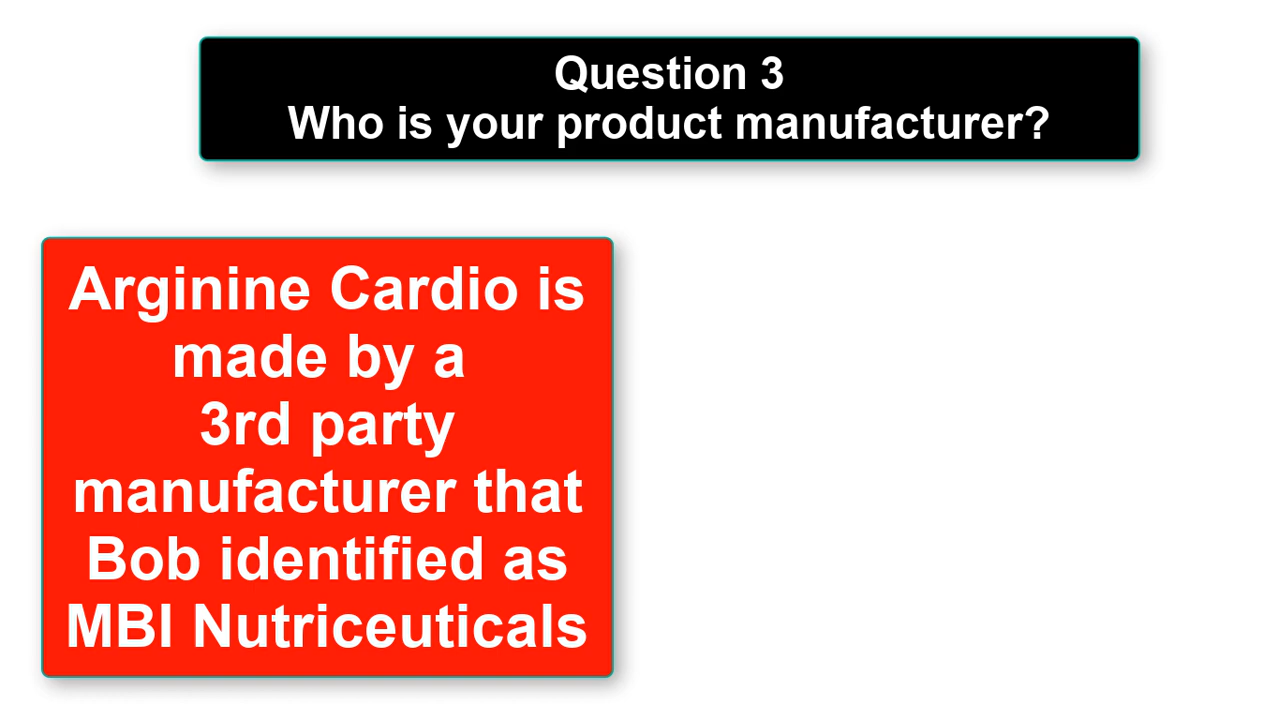 Question 3
Who is your product manufacturer?
Arginine Cardio is
made by a
3rd party
manufacturer that
Bob identified as
MBI Nutriceuticals